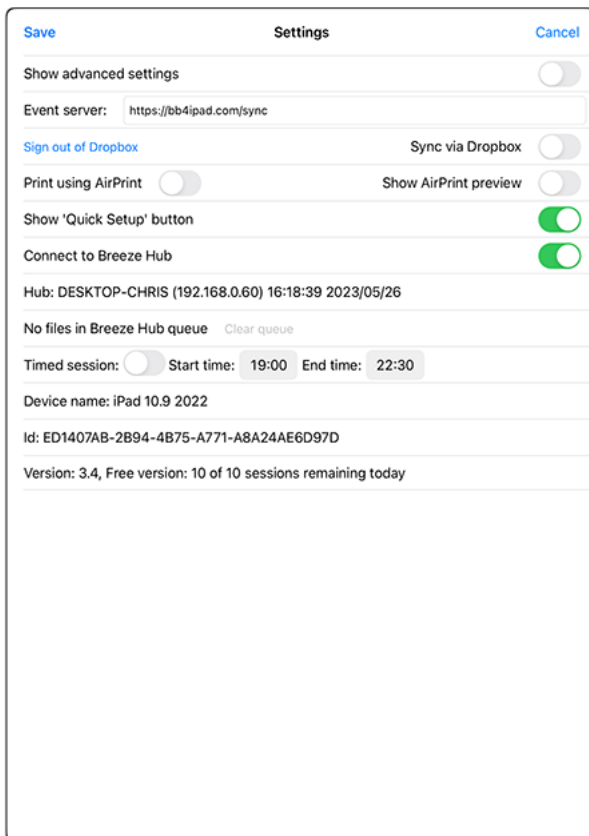 Save Settings Cancel
Show advanced settings
Event server: https://bb4ipad.com/sync
Sign out of Dropbox Sync via Dropbox
Print using AirPrint Show AirPrint preview
Show 'Quick Setup' button
Connect to Breeze Hub
Hub: DESKTOP-CHRIS (192.168.0.60) 16:18:39 2023/05/26
No files in Breeze Hub queue Clear queue
Timed session: Start time: 19:00 End time: 22:30
Device name: iPad 10.9 2022
Id: ED1407AB-2B94-4B75-A771-A8A24AE6D97D
Version: 3.4, Free version: 10 of 10 sessions remaining today